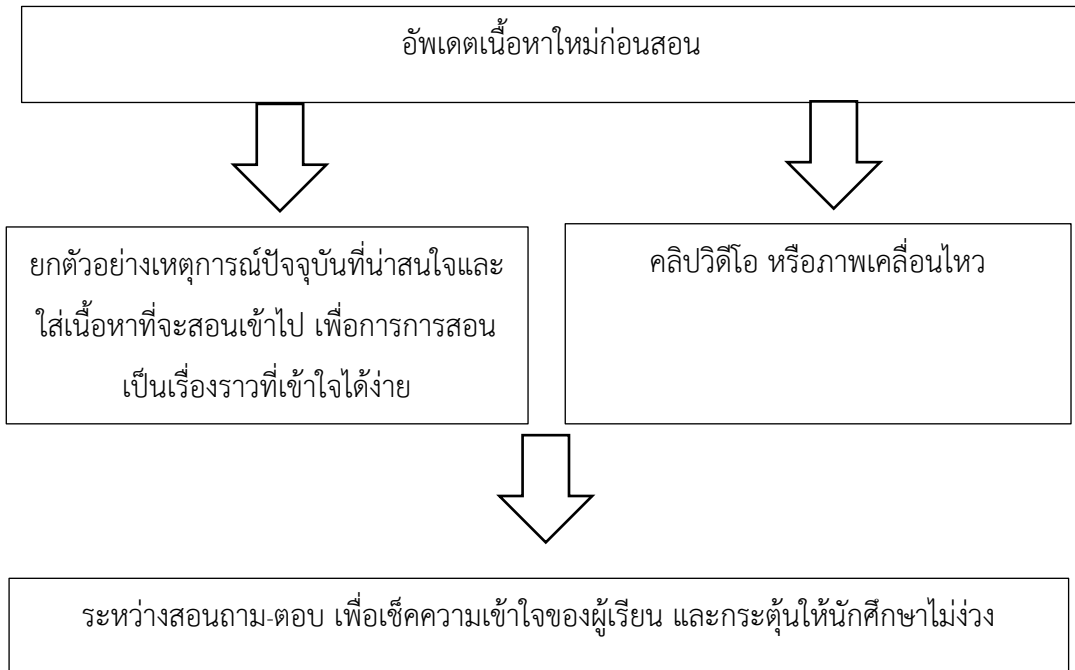 อัพเดตเนื้อหาใหม่ก่อนสอน
ยกตัวอย่างเหตุการณ์ปัจจุบันที่น่าสนใจและ
ใส่เนื้อหาที่จะสอนเข้าไป เพื่อการการสอน
เป็นเรื่องราวที่เข้าใจได้ง่าย
คลิปวิดีโอ หรือภาพเคลื่อนไหว
ระหว่างสอนถาม-ตอบ เพื่อเช็คความเข้าใจของผู้เรียน และกระตุ้นให้นักศึกษาไม่ง่วง